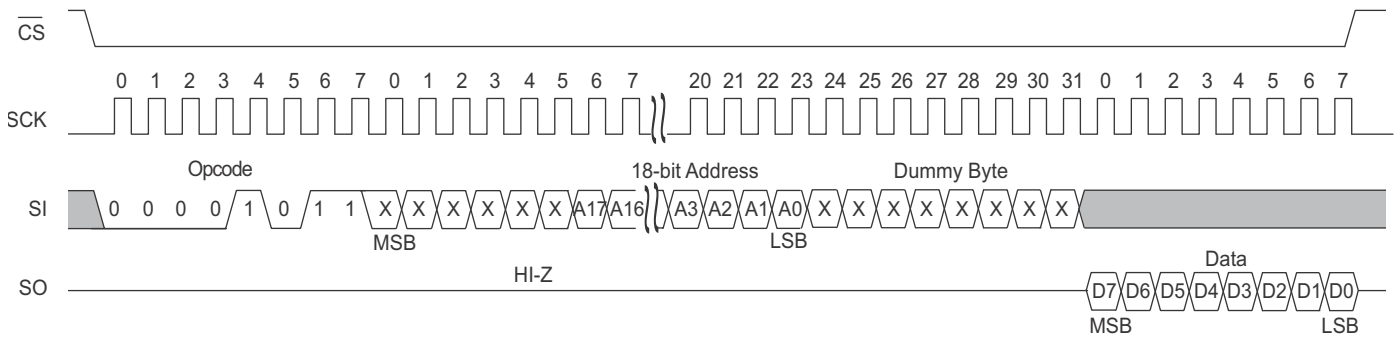 CS
0 1 2 3 4 5 6 7 0 1 2 3 4 5 6 7 20 21 22 23 24 25 26 27 28 29 30 31 0 1 2 3 4 5 6 7
SCK
Opcode 18-bit Address Dummy Byte
SI 0 0 0 0 1 0 1 1 X X X X X X A17 A16 A3 A2 A1 A0 X X X X X X X X
MSB LSB
HI-Z Data
SO D7 D6 D5 D4 D3 D2 D1 D0
MSB LSB